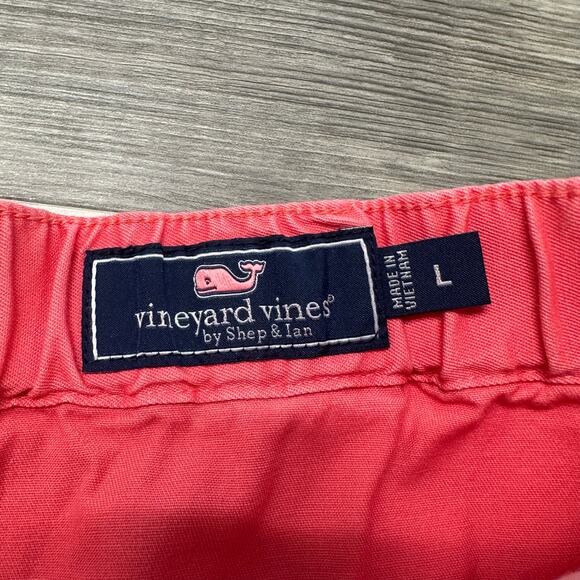 vineyard vines®
by Shep & Ian
MADE IN
VIETNAM
L